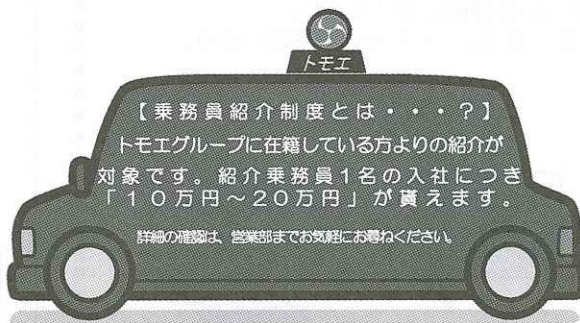 トモエ
【乗務員紹介制度とは・・・？】
トモエグループに在籍している方よりの紹介が
対象です。紹介乗務員1名の入社につき
「１０万円～２０万円」が貰えます。
詳細の確認は、営業部までお気軽にお尋ねください。